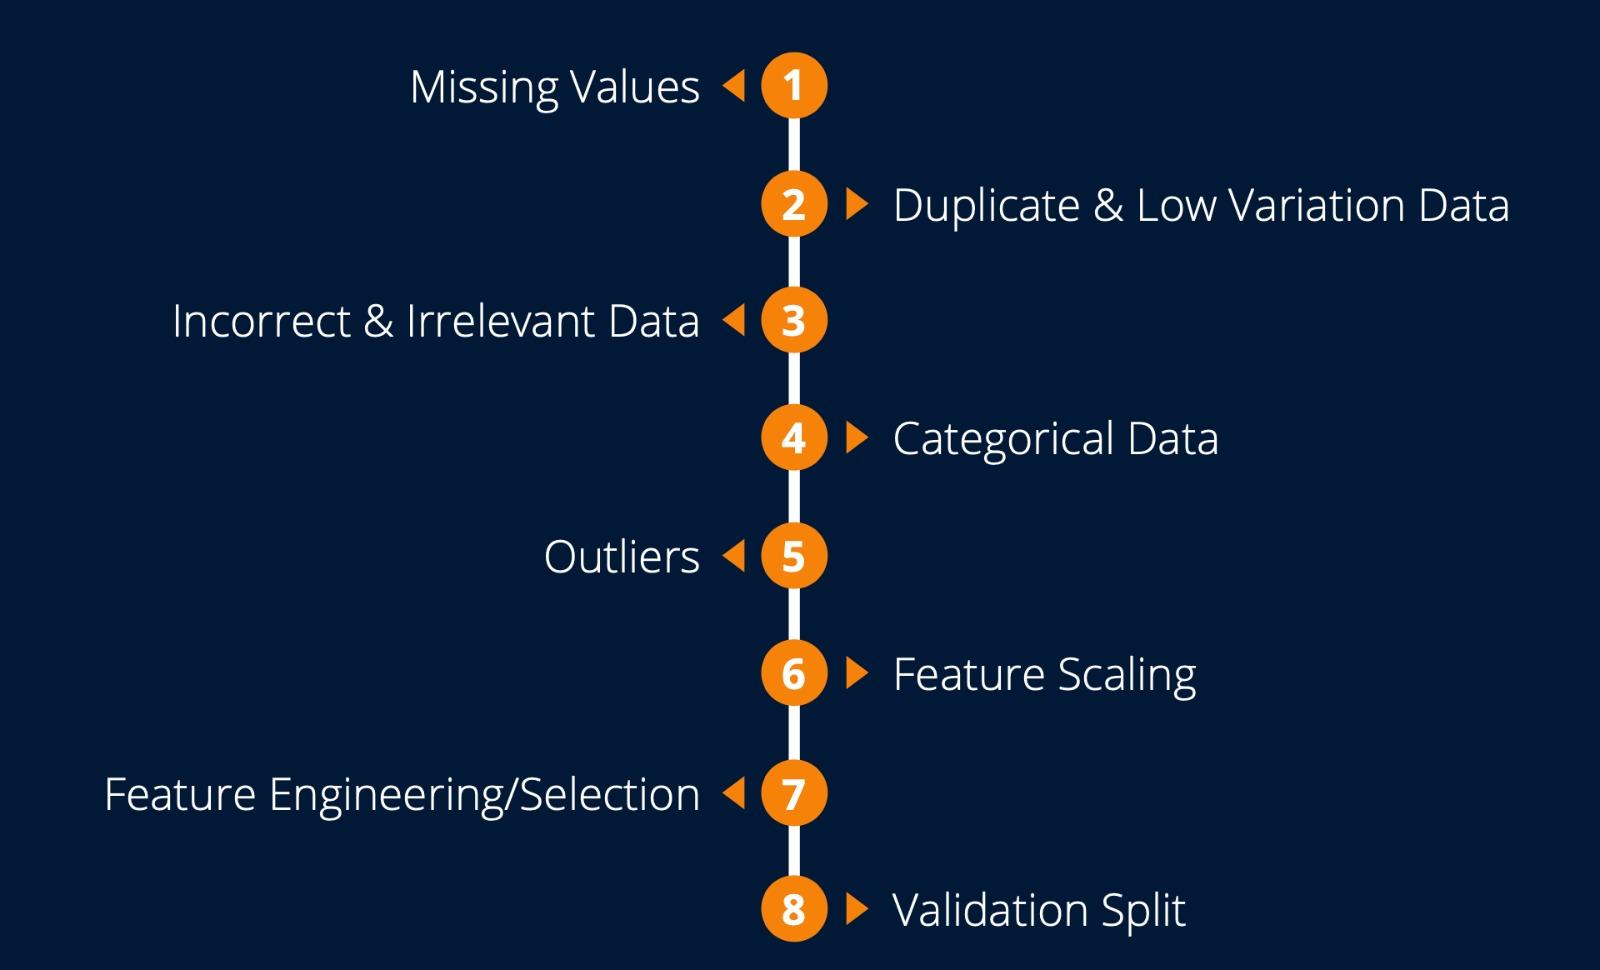 Missing Values 1
2 Duplicate & Low Variation Data
Incorrect & Irrelevant Data 3
4 Categorical Data
Outliers 5
6 Feature Scaling
Feature Engineering/Selection 7
8 Validation Split